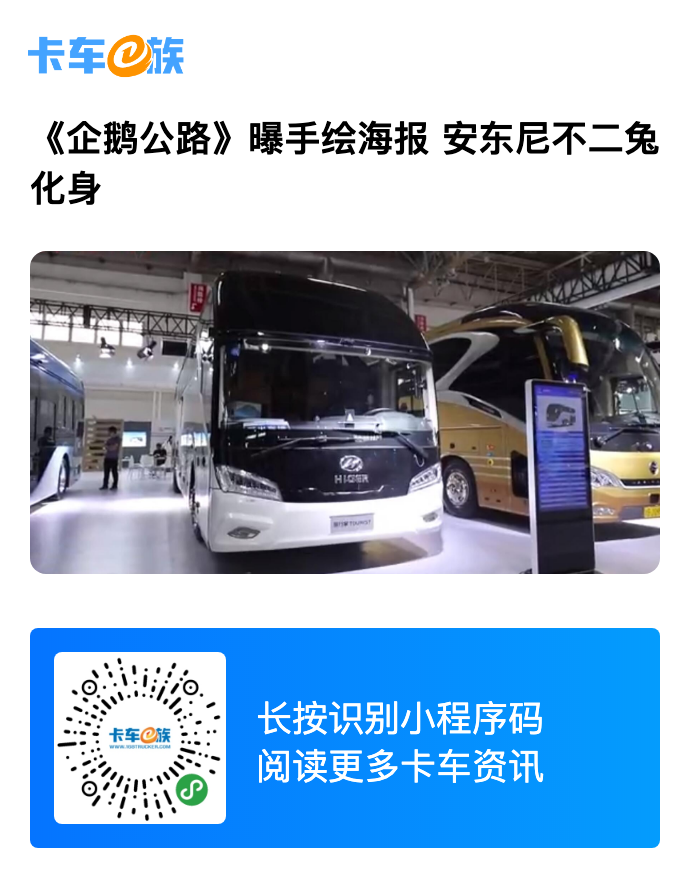 卡车e族
《企鹅公路》曝手绘海报 安东尼不二兔
化身
HIGER
卡车e族
WWW.360TRUCKER.COM
长按识别小程序码
阅读更多卡车资讯